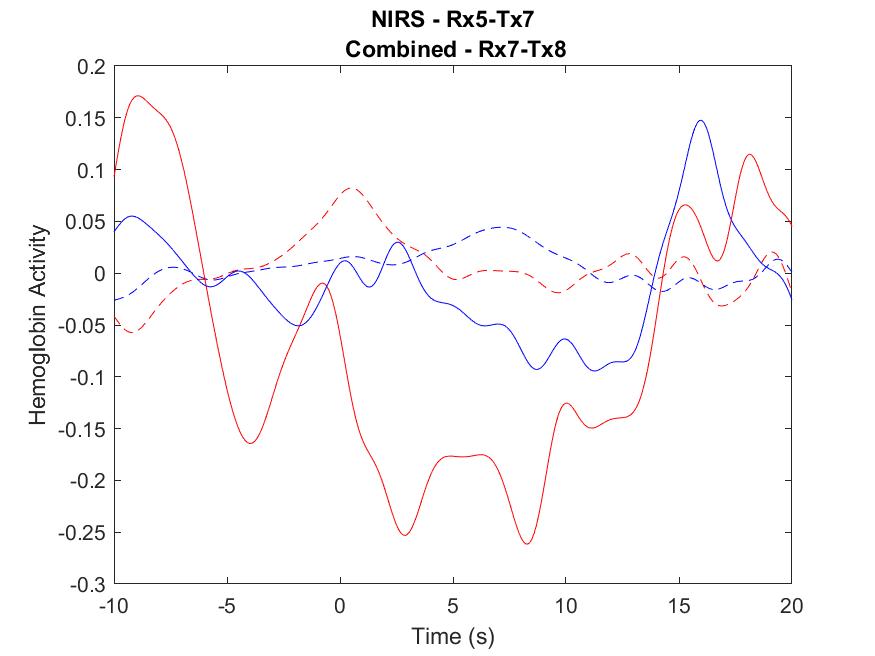 NIRS - Rx5-Tx7
Combined - Rx7-Tx8
0.2
0.15
0.1
0.05
0
-0.05
-0.1
-0.15
-0.2
-0.25
-0.3
Hemoglobin Activity
-10 -5 0 5 10 15 20
Time (s)